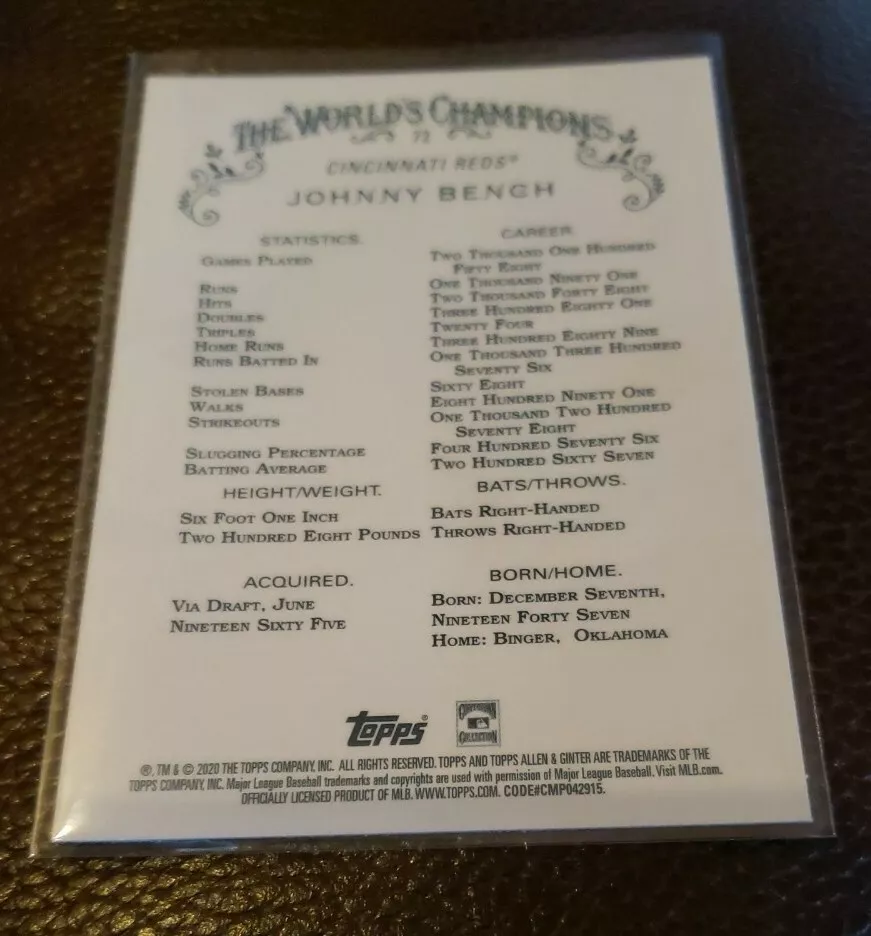 THE WORLD'S CHAMPIONS
72
CINCINNATI REDS®
JOHNNY BENCH
STATISTICS. CAREER.
GAMES PLAYED TWO THOUSAND ONE HUNDRED
FIFTY EIGHT
RUNS ONE THOUSAND NINETY ONE
HITS TWO THOUSAND FORTY EIGHT
DOUBLES THREE HUNDRED EIGHTY ONE
TRIPLES TWENTY FOUR
HOME RUNS THREE HUNDRED EIGHTY NINE
RUNS BATTED IN ONE THOUSAND THREE HUNDRED
SEVENTY SIX
STOLEN BASES SIXTY EIGHT
WALKS EIGHT HUNDRED NINETY ONE
STRIKEOUTS ONE THOUSAND TWO HUNDRED
SEVENTY EIGHT
SLUGGING PERCENTAGE FOUR HUNDRED SEVENTY SIX
BATTING AVERAGE TWO HUNDRED SIXTY SEVEN
HEIGHT/WEIGHT. BATS/THROWS.
SIX FOOT ONE INCH BATS RIGHT-HANDED
TWO HUNDRED EIGHT POUNDS THROWS RIGHT-HANDED
ACQUIRED. BORN/HOME.
VIA DRAFT, JUNE BORN: DECEMBER SEVENTH,
NINETEEN SIXTY FIVE NINETEEN FORTY SEVEN
HOME: BINGER, OKLAHOMA
TOPPS® COOPERSTOWN COLLECTION
®, TM & © 2020 THE TOPPS COMPANY, INC. ALL RIGHTS RESERVED. TOPPS AND TOPPS ALLEN & GINTER ARE TRADEMARKS OF THE
TOPPS COMPANY, INC. Major League Baseball trademarks and copyrights are used with permission of Major League Baseball. Visit MLB.com.
OFFICIALLY LICENSED PRODUCT OF MLB. WWW.TOPPS.COM. CODE#CMP042915.